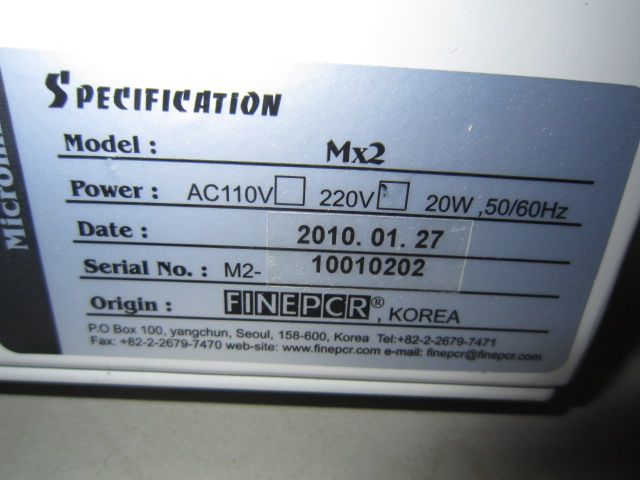 SPECIFICATION
Model : Mx2
Power : AC110V 220V 20W ,50/60Hz
Date : 2010. 01. 27
Serial No. : M2- 10010202
Origin : FINEPCR®, KOREA
P.O Box 100, yangchun, Seoul, 158-600, Korea Tel:+82-2-2679-7471
Fax: +82-2-2679-7470 web-site: www.finepcr.com e-mail: finepcr@finepcr.com